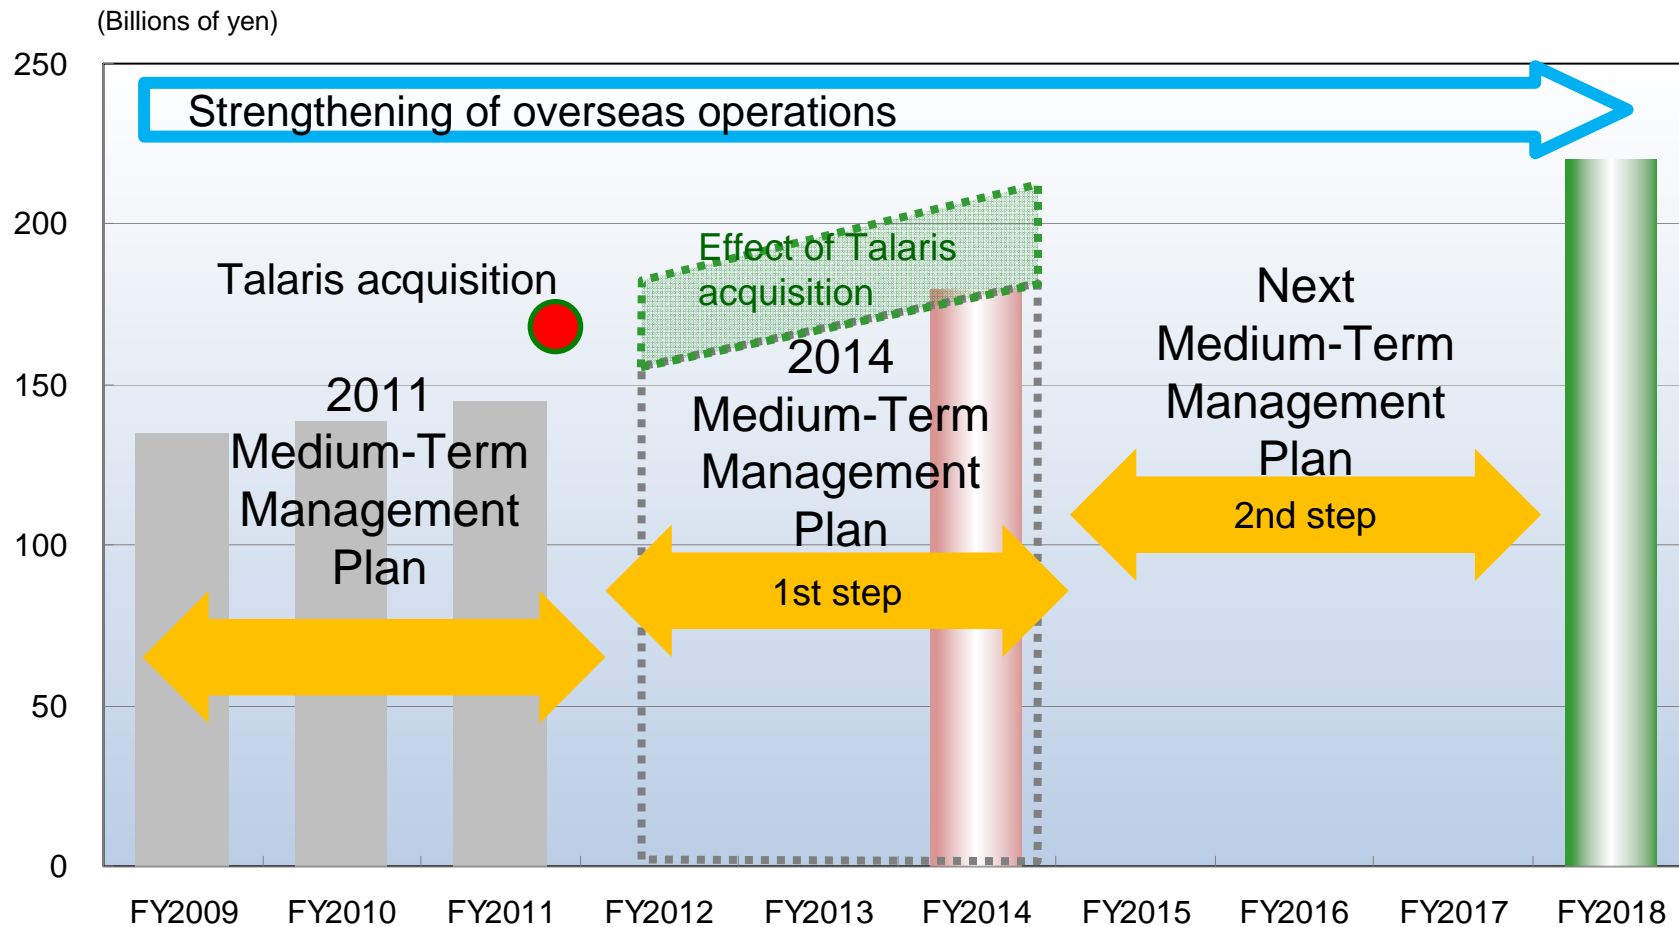 (Billions of yen)
250
200
150
100
50
0
Strengthening of overseas operations
Talaris acquisition
Effect of Talaris
acquisition
2011
Medium-Term
Management
Plan
2014
Medium-Term
Management
Plan
1st step
Next
Medium-Term
Management
Plan
2nd step
FY2009 FY2010 FY2011 FY2012 FY2013 FY2014 FY2015 FY2016 FY2017 FY2018